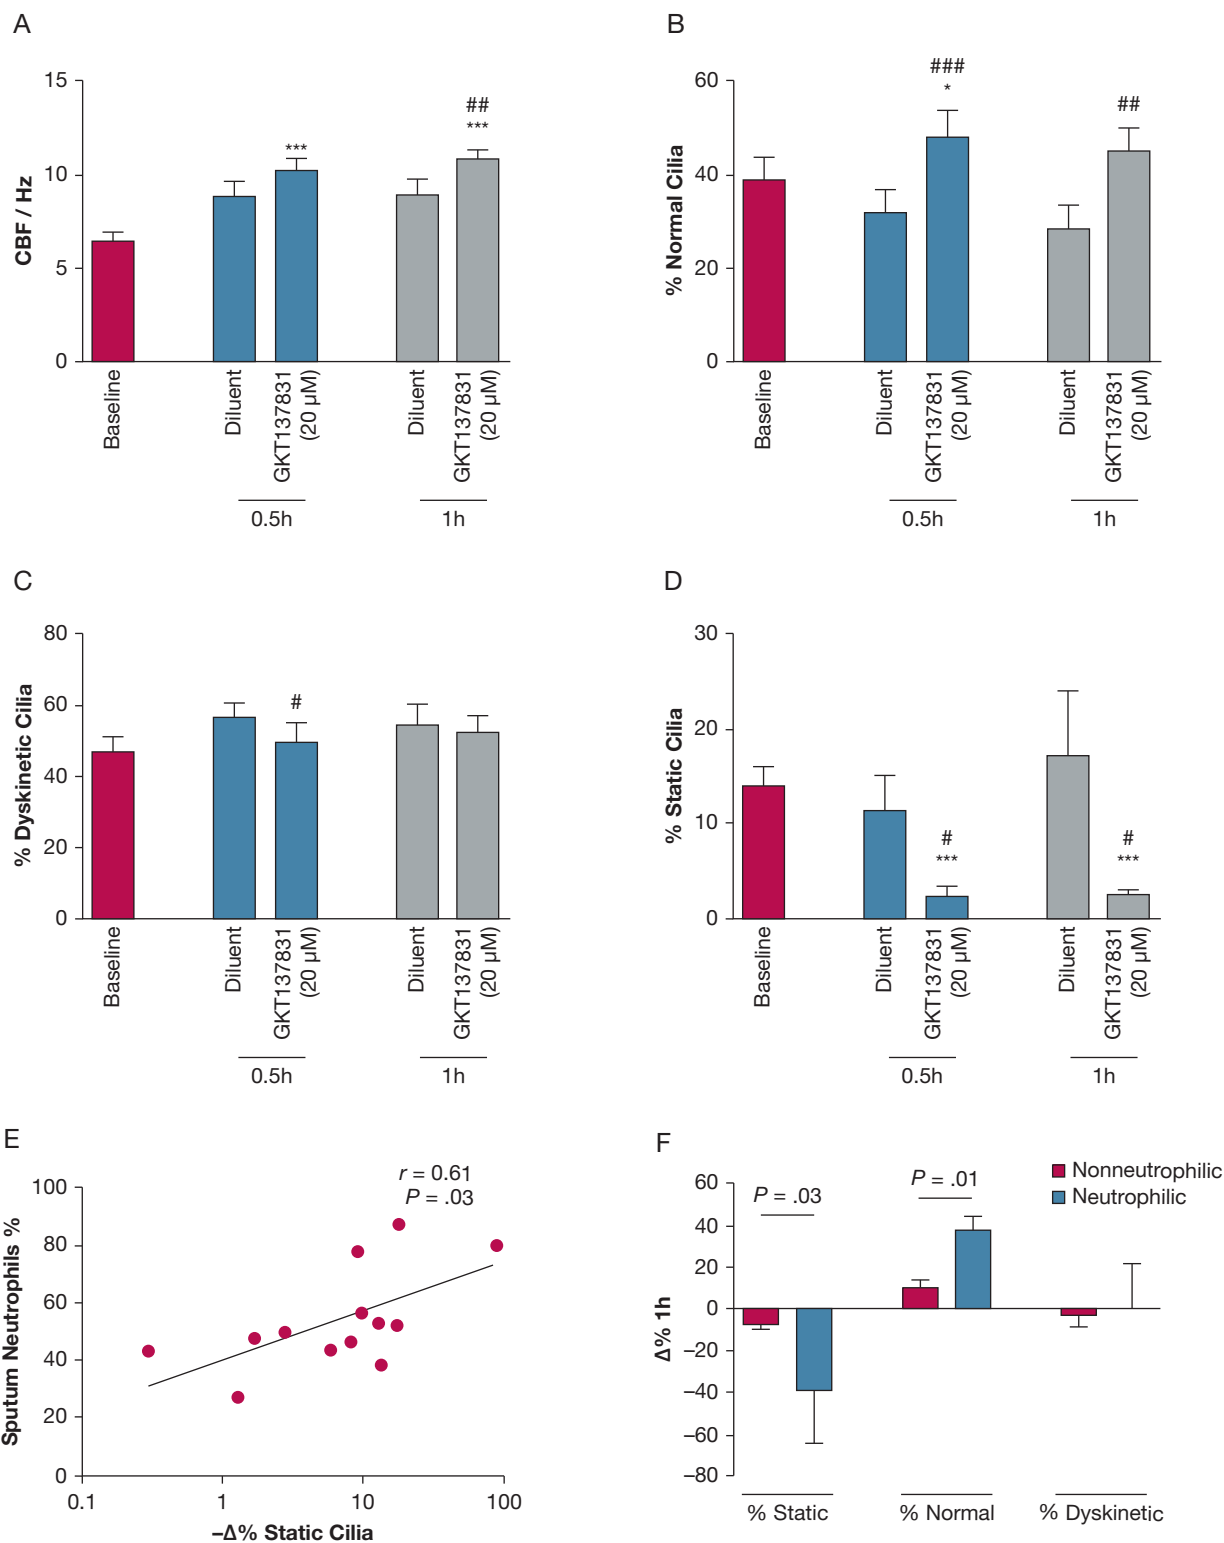 A
CBF / Hz
15
10
5
0
***
##
***
Baseline
Diluent
GKT137831
(20 µM)
Diluent
GKT137831
(20 µM)
0.5h
1h
B
% Normal Cilia
60
40
20
0
###
*
##
Baseline
Diluent
GKT137831
(20 µM)
Diluent
GKT137831
(20 µM)
0.5h
1h
C
% Dyskinetic Cilia
80
60
40
20
0
#
Baseline
Diluent
GKT137831
(20 µM)
Diluent
GKT137831
(20 µM)
0.5h
1h
D
% Static Cilia
30
20
10
0
#
***
#
***
Baseline
Diluent
GKT137831
(20 µM)
Diluent
GKT137831
(20 µM)
0.5h
1h
E
Sputum Neutrophils %
100
80
60
40
20
0
r = 0.61
P = .03
0.1
1
10
100
–Δ% Static Cilia
F
Δ% 1h
60
40
20
0
–20
–40
–60
–80
P = .03
P = .01
Nonneutrophilic
Neutrophilic
% Static
% Normal
% Dyskinetic